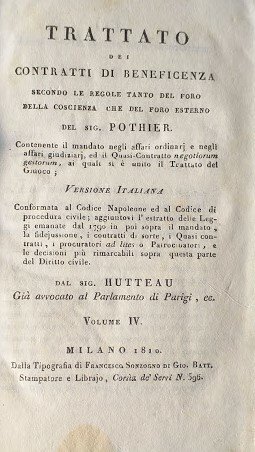 TRATTATO
DEI
CONTRATTI DI BENEFICENZA
SECONDO LE REGOLE TANTO DEL FORO
DELLA COSCIENZA CHE DEL FORO ESTERNO
DEL SIG. POTHIER.
Contenente il mandato negli affari ordinarj e negli
affari giudiziarj, ed il Quasi-Contratto negotiorum
gestorum, ai quali si è unito il Trattato del
Giuoco;
VERSIONE ITALIANA
Conformata al Codice Napoleone ed al Codice di
procedura civile; aggiuntovi l'estratto delle Leg-
gi emanate dal 1790 in poi sopra il mandato,
la fidejussione, i contratti di sorte, i Quasi con-
tratti, i procuratori ad lites o Patrocinatori, e
le decisioni più rimarcabili sopra questa parte
del Diritto civile.
DAL SIG. HUTTEAU
Già avvocato al Parlamento di Parigi, ec.
VOLUME IV.
MILANO 1810.
Dalla Tipografia di FRANCESCO SONZOGNO DI GIO. BATT.
Stampatore e Librajo, Corsìa de' Servi N. 596.